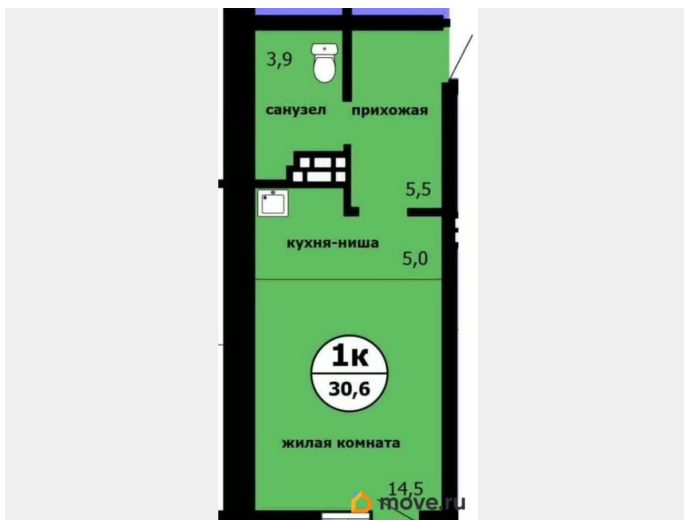 3,9
санузел
прихожая
5,5
кухня-ниша
5,0
1к
30,6
жилая комната
14,5
move.ru